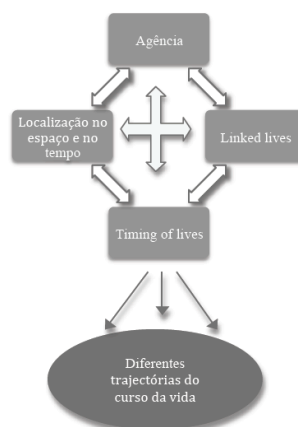 Agência
Localização no
espaço e no
tempo
Linked lives
Timing of lives
Diferentes
trajectórias do
curso da vida